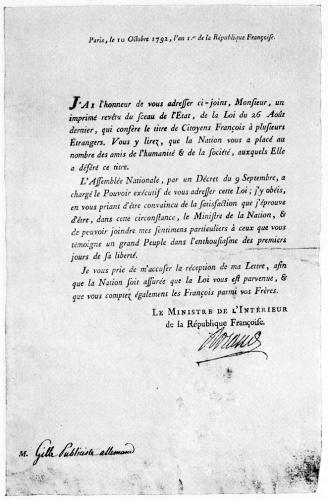 Paris, le 10 Octobre 1792, l'an 1.er de la République Françoise.
J'AI l'honneur de vous adresser ci-joint, Monsieur, un
imprimé revêtu du sceau de l'Etat, de la Loi du 26 Août
dernier, qui confère le titre de Citoyens François à plusieurs
Etrangers. Vous y lirez, que la Nation vous a placé au
nombre des amis de l'humanité & de la société, auxquels Elle
a déféré ce titre.
L'Assemblée Nationale, par un Décret du 9 Septembre, a
chargé le Pouvoir exécutif de vous adresser cette Loi; j'y obéis,
en vous priant d'être convaincu de la satisfaction que j'éprouve
d'être, dans cette circonstance, le Ministre de la Nation, &
de pouvoir joindre mes sentimens particuliers à ceux que vous
témoigne un grand Peuple dans l'enthousiasme des premiers
jours de sa liberté.
Je vous prie de m'accuser la réception de ma Lettre, afin
que la Nation soit assurée que la Loi vous est parvenue, &
que vous comptez également les François parmi vos Frères.
LE MINISTRE DE L'INTÉRIEUR
de la République Françoise.
Roland
M. Gille Publiciste allemand